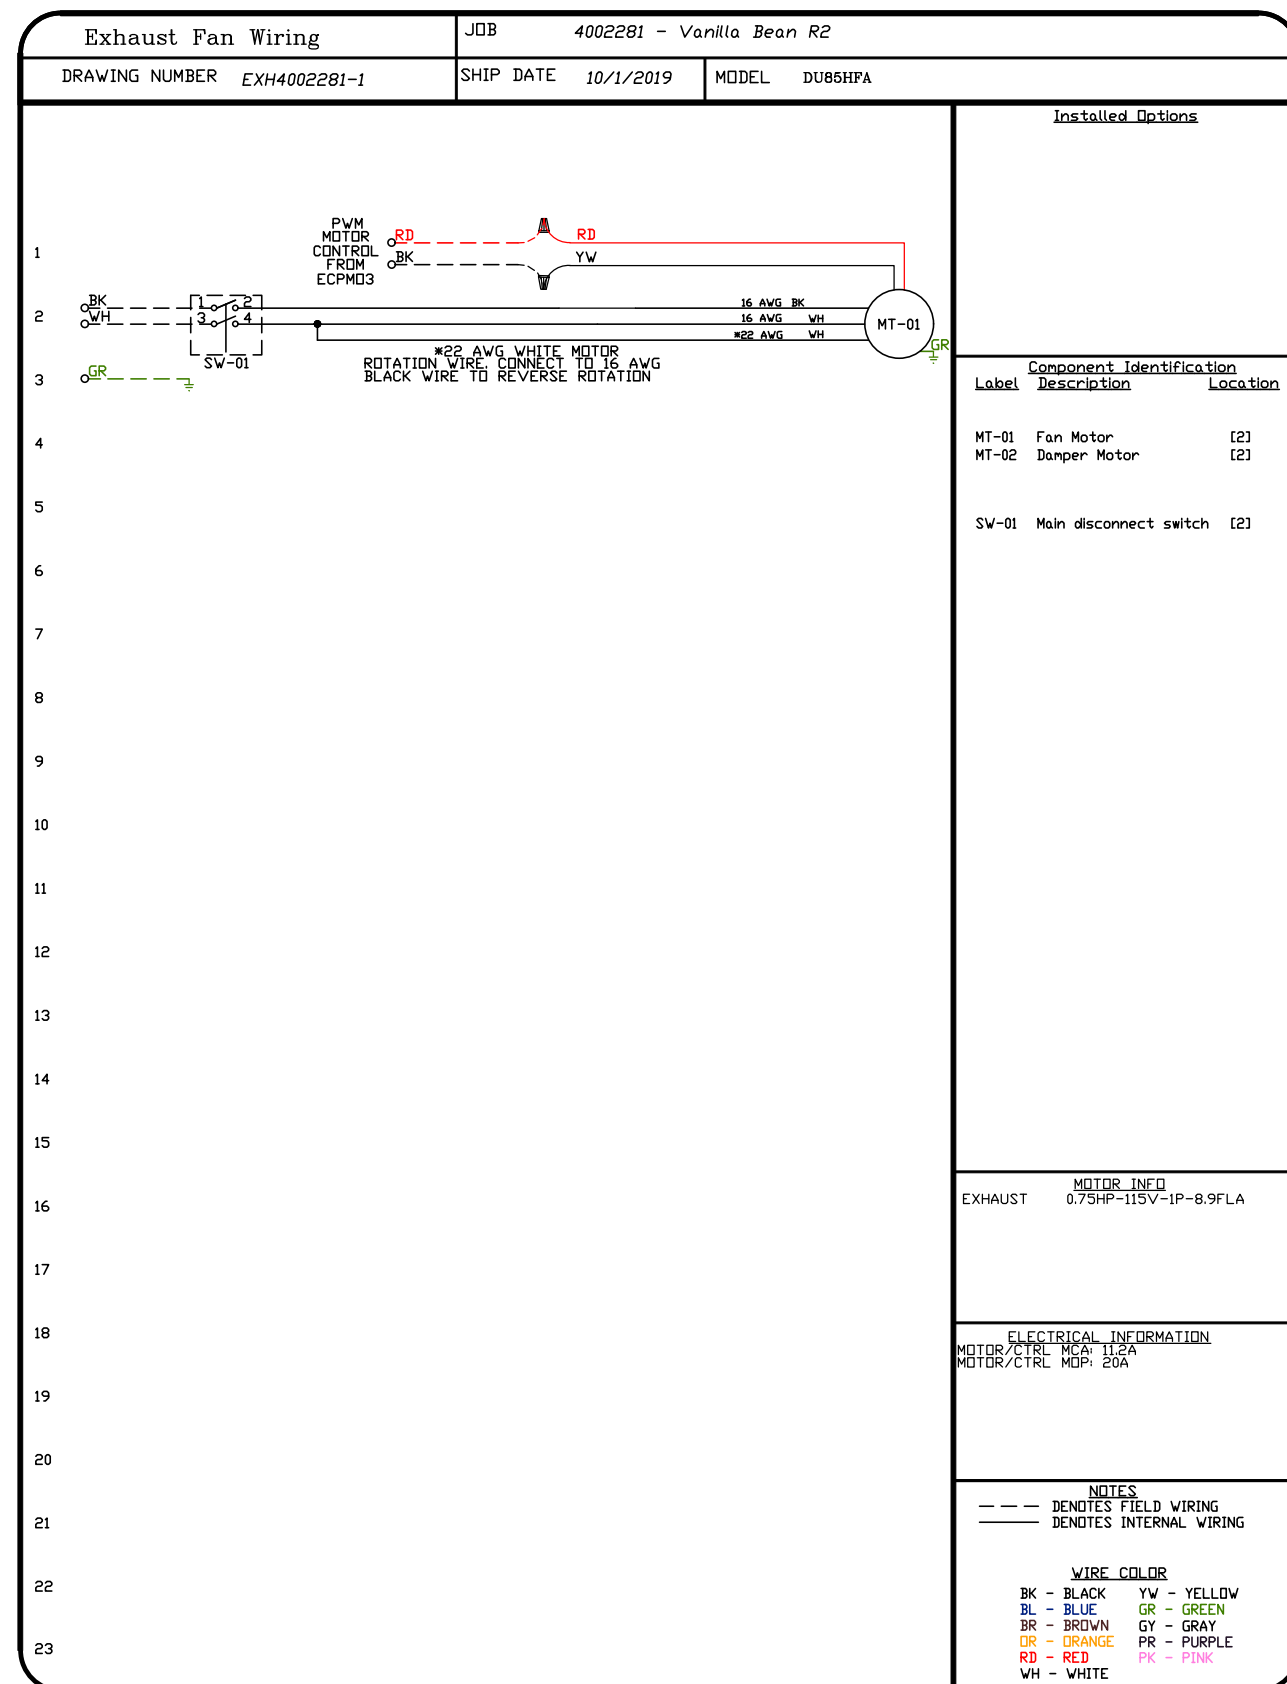 Exhaust Fan Wiring
JOB 4002281 - Vanilla Bean R2
DRAWING NUMBER EXH4002281-1
SHIP DATE 10/1/2019
MODEL DU85HFA
Installed Options
1
PWM
MOTOR
CONTROL
FROM
ECPM03
RD
BK
RD
YW
2
BK
WH
1 2
3 4
SW-01
16 AWG BK
16 AWG WH
*22 AWG WH
MT-01
GR
*22 AWG WHITE MOTOR
ROTATION WIRE. CONNECT TO 16 AWG
BLACK WIRE TO REVERSE ROTATION
3
GR
4
5
6
7
8
9
10
11
12
13
14
15
16
17
18
19
20
21
22
23
Component Identification
Label Description Location
MT-01 Fan Motor [2]
MT-02 Damper Motor [2]
SW-01 Main disconnect switch [2]
MOTOR INFO
EXHAUST 0.75HP-115V-1P-8.9FLA
ELECTRICAL INFORMATION
MOTOR/CTRL MCA: 11.2A
MOTOR/CTRL MOP: 20A
NOTES
DENOTES FIELD WIRING
DENOTES INTERNAL WIRING
WIRE COLOR
BK - BLACK YW - YELLOW
BL - BLUE GR - GREEN
BR - BROWN GY - GRAY
OR - ORANGE PR - PURPLE
RD - RED PK - PINK
WH - WHITE